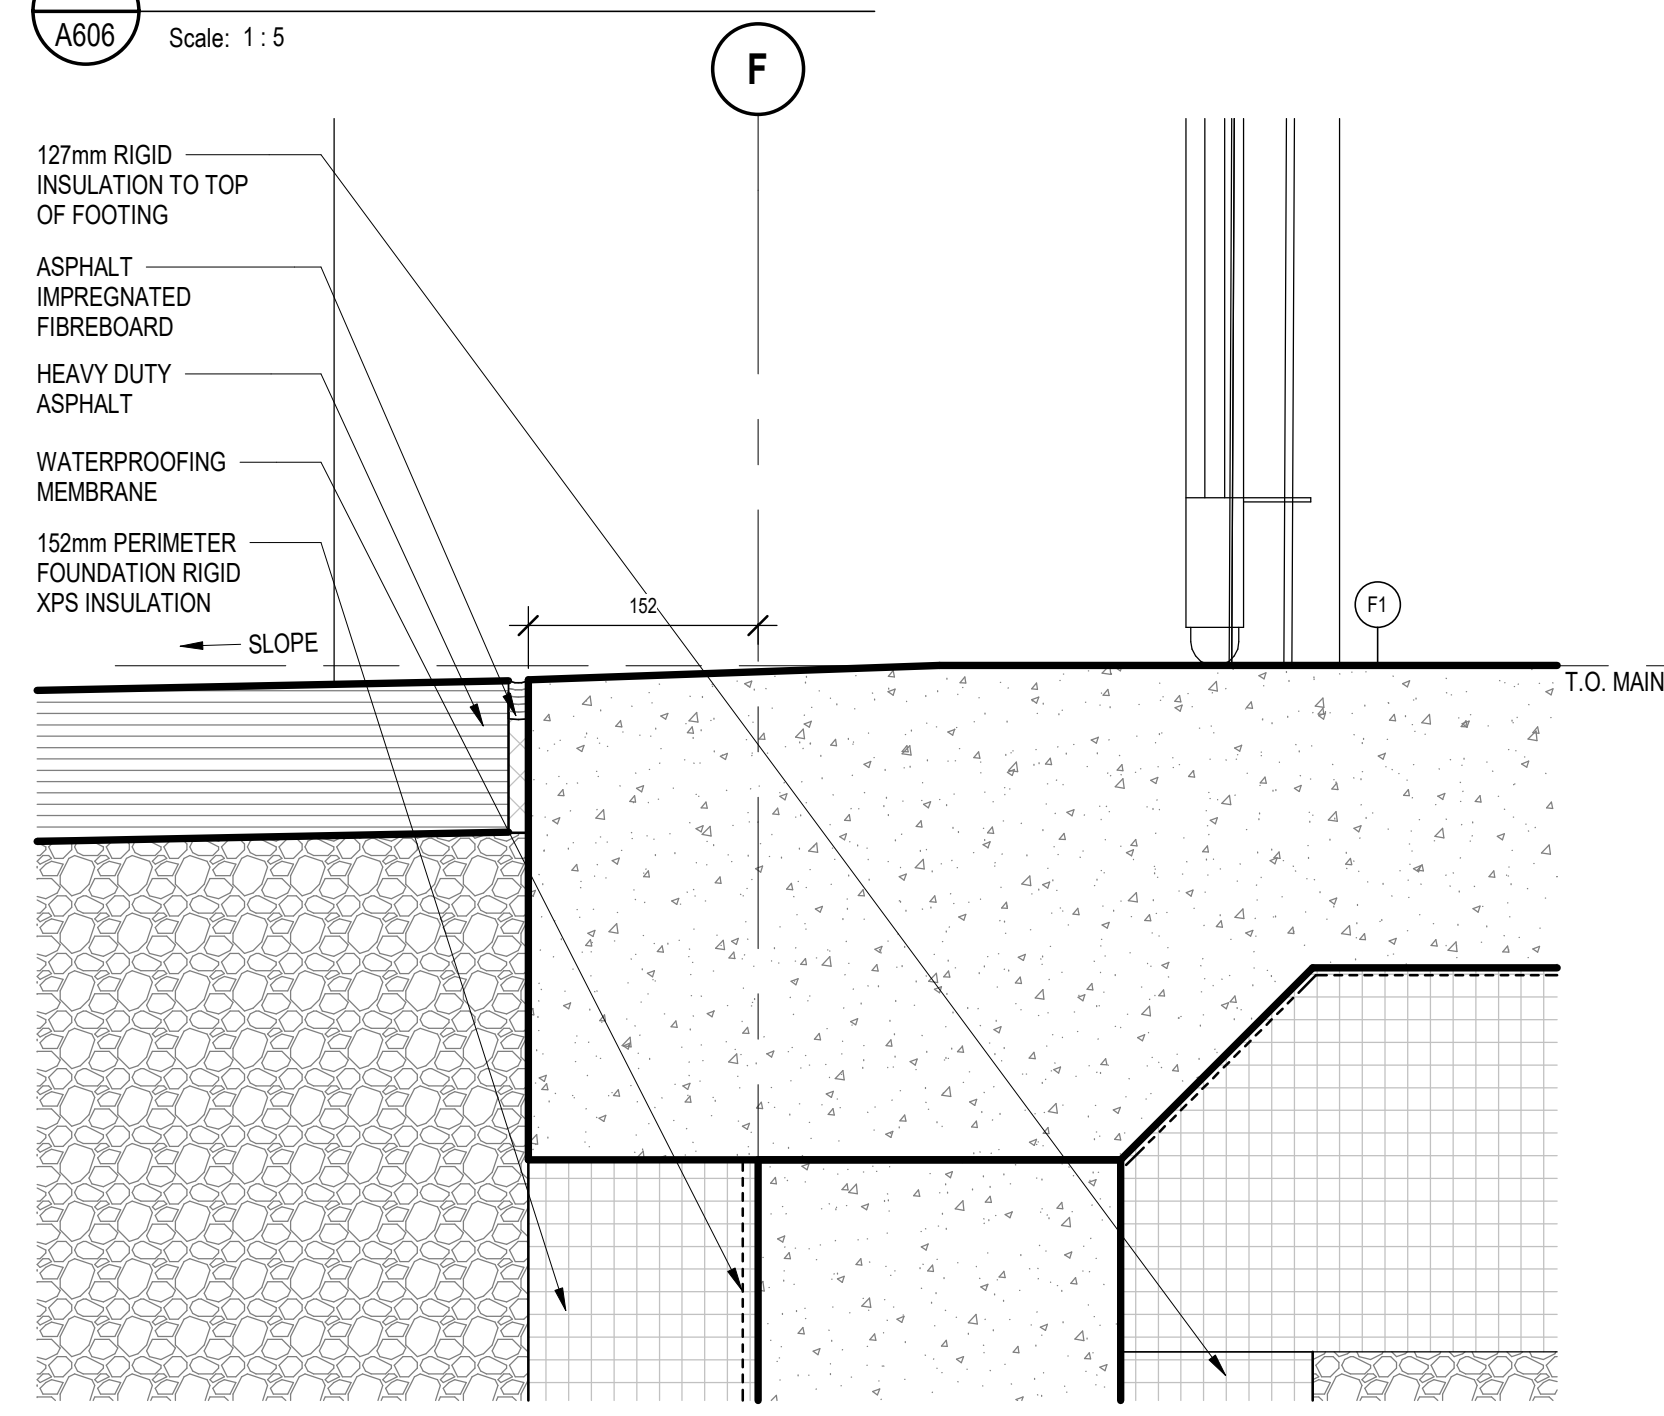 A606
Scale: 1 : 5
F
127mm RIGID
INSULATION TO TOP
OF FOOTING
ASPHALT
IMPREGNATED
FIBREBOARD
HEAVY DUTY
ASPHALT
WATERPROOFING
MEMBRANE
152mm PERIMETER
FOUNDATION RIGID
XPS INSULATION
152
F1
SLOPE
T.O. MAIN